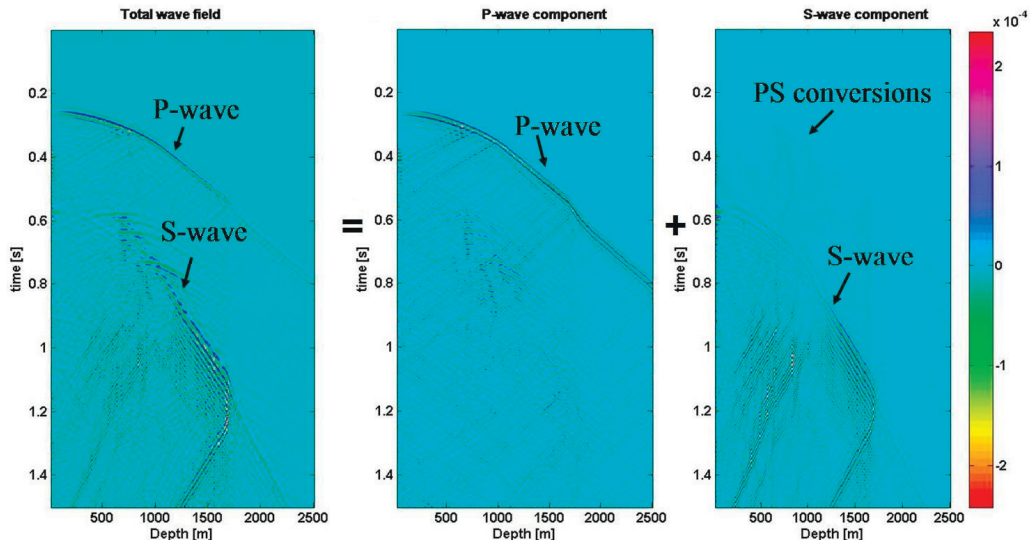 Total wave field
P-wave component
S-wave component
P-wave
S-wave
time [s]
0.2
0.4
0.6
0.8
1
1.2
1.4
500 1000 1500 2000 2500
Depth [m]
=
P-wave
time [s]
0.2
0.4
0.6
0.8
1
1.2
1.4
500 1000 1500 2000 2500
Depth [m]
+
PS conversions
S-wave
time [s]
0.2
0.4
0.6
0.8
1
1.2
1.4
500 1000 1500 2000 2500
Depth [m]
x 10⁻⁴
2
1
0
-1
-2